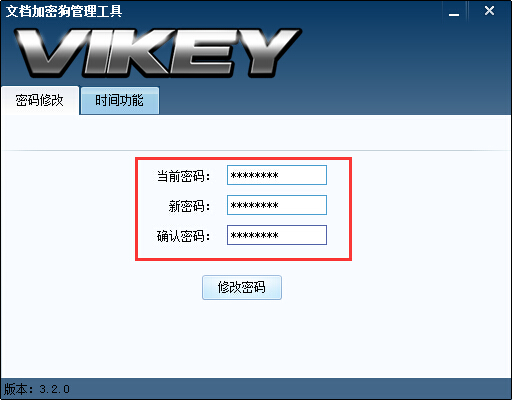 文档加密狗管理工具
VIKEY
密码修改
时间功能
当前密码： ********
新密码： ********
确认密码： ********
修改密码
版本：3.2.0